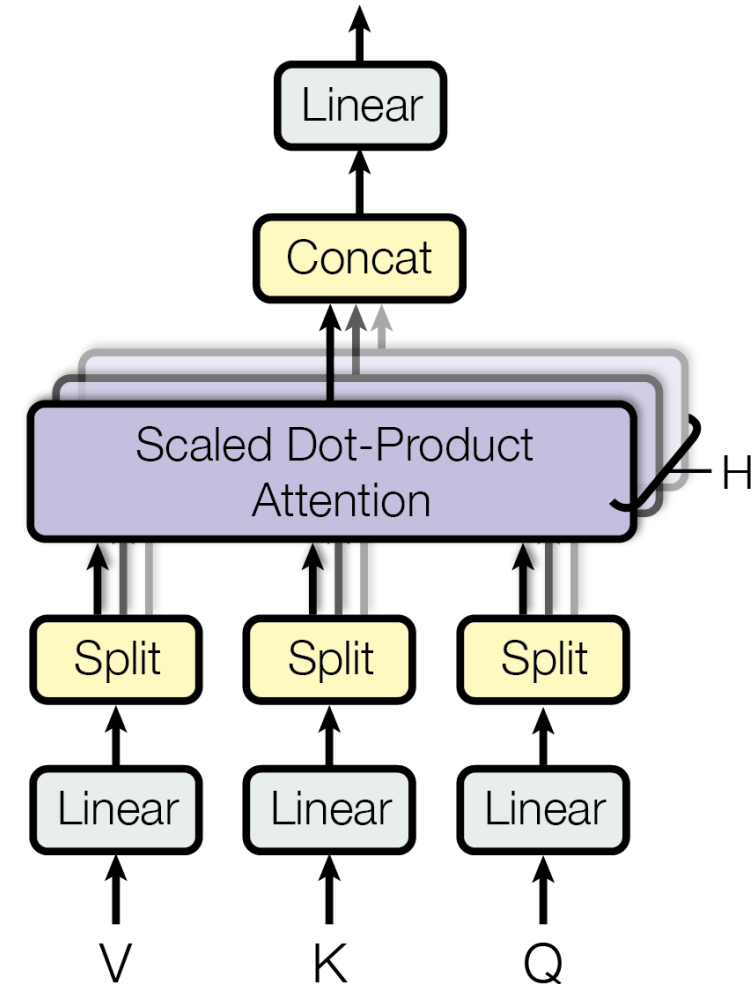 Linear
Concat
Scaled Dot-Product
Attention
H
Split Split Split
Linear Linear Linear
V K Q